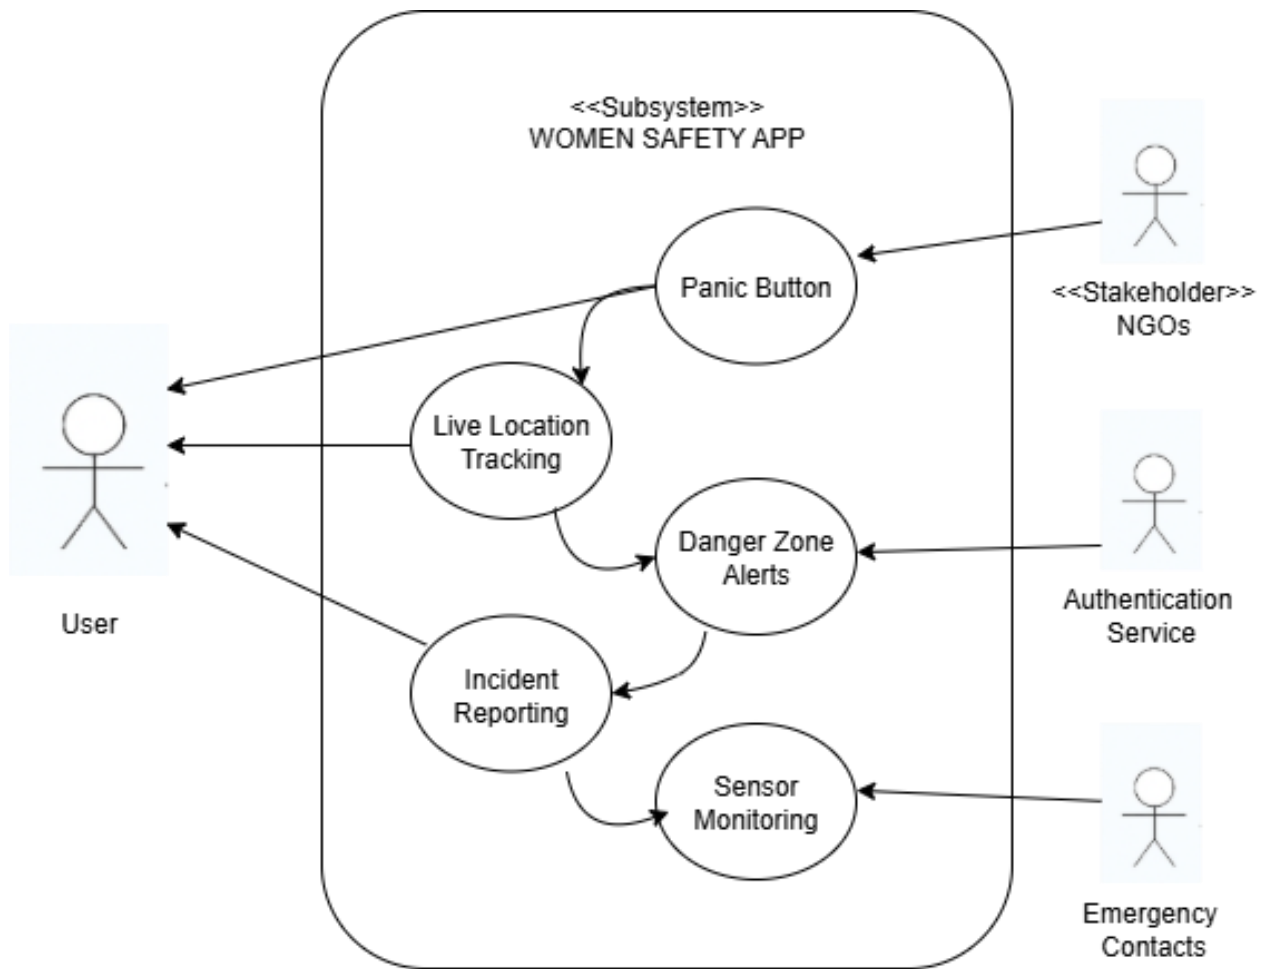 <<Subsystem>>
WOMEN SAFETY APP
Panic Button
<<Stakeholder>>
NGOs
Live Location
Tracking
Danger Zone
Alerts
Authentication
Service
User
Incident
Reporting
Sensor
Monitoring
Emergency
Contacts